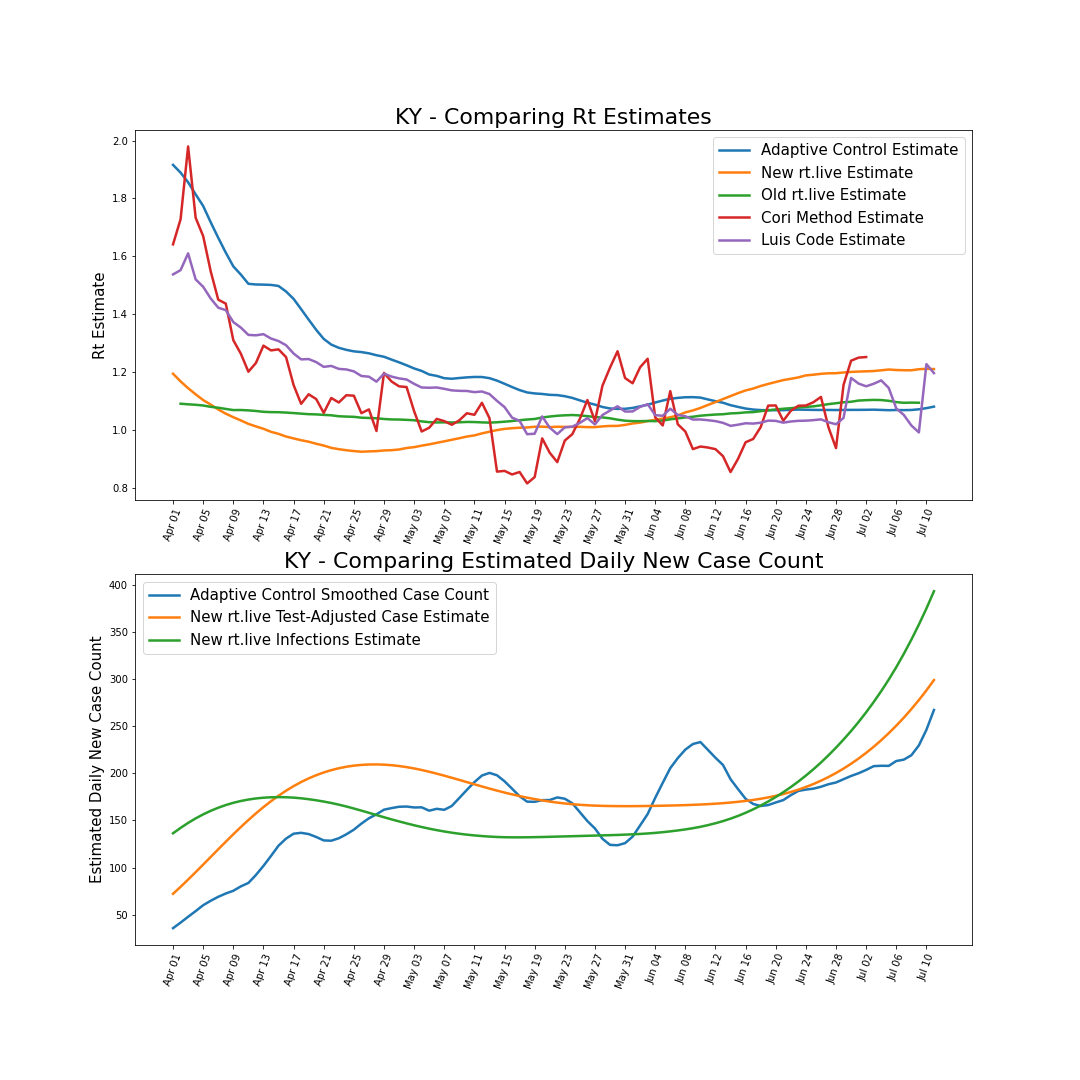 KY - Comparing Rt Estimates
Rt Estimate
2.0
1.8
1.6
1.4
1.2
1.0
0.8
Adaptive Control Estimate
New rt.live Estimate
Old rt.live Estimate
Cori Method Estimate
Luis Code Estimate
Apr 01
Apr 05
Apr 09
Apr 13
Apr 17
Apr 21
Apr 25
Apr 29
May 03
May 07
May 11
May 15
May 19
May 23
May 27
May 31
Jun 04
Jun 08
Jun 12
Jun 16
Jun 20
Jun 24
Jun 28
Jul 02
Jul 06
Jul 10
KY - Comparing Estimated Daily New Case Count
Estimated Daily New Case Count
400
350
300
250
200
150
100
50
Adaptive Control Smoothed Case Count
New rt.live Test-Adjusted Case Estimate
New rt.live Infections Estimate
Apr 01
Apr 05
Apr 09
Apr 13
Apr 17
Apr 21
Apr 25
Apr 29
May 03
May 07
May 11
May 15
May 19
May 23
May 27
May 31
Jun 04
Jun 08
Jun 12
Jun 16
Jun 20
Jun 24
Jun 28
Jul 02
Jul 06
Jul 10